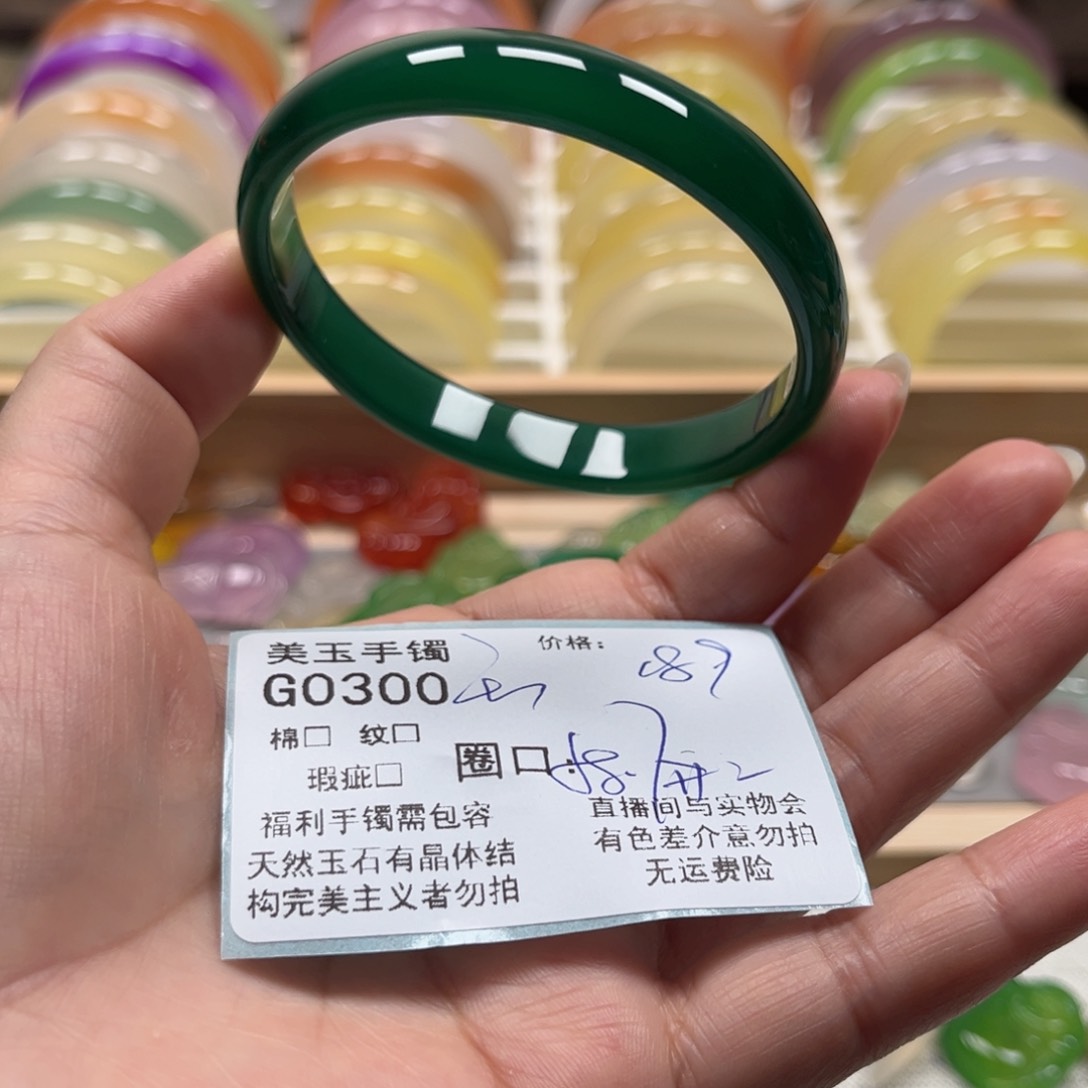 美玉手镯
价格:
G0300
棉□ 纹□
圈口:
瑕疵□
福利手镯需包容
天然玉石有晶体结
构完美主义者勿拍
直播间与实物会
有色差介意勿拍
无运费险